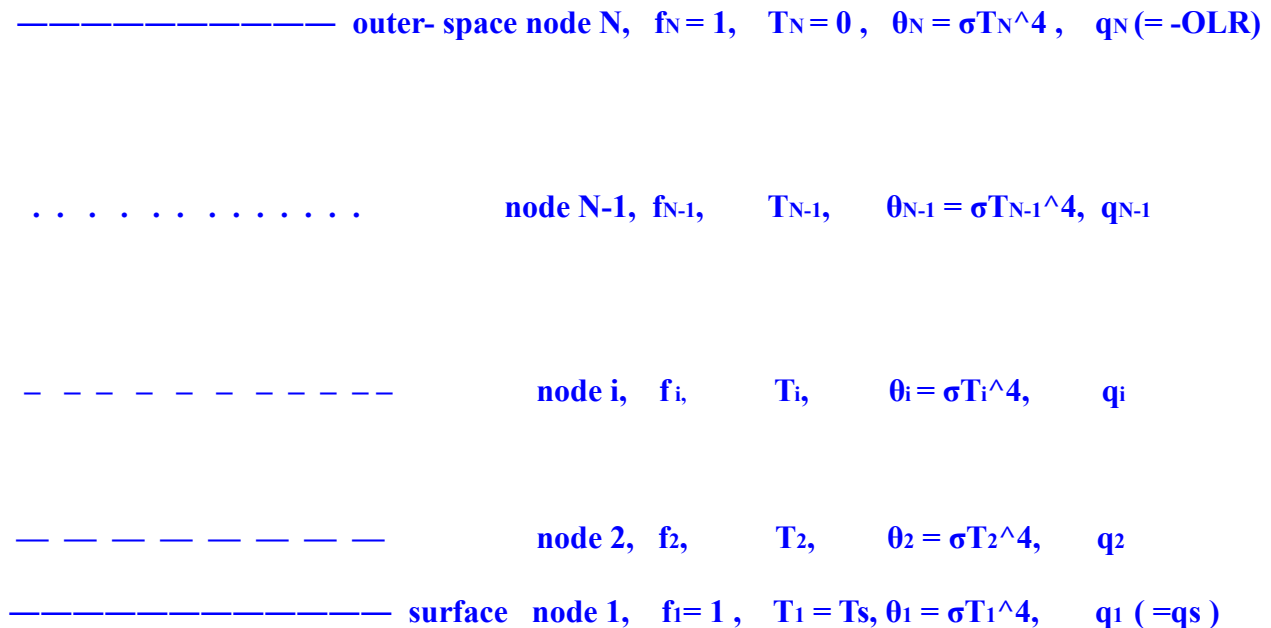 outer- space node N, fN = 1, TN = 0 , θN = σTN^4 , qN (= -OLR)
node N-1, fN-1, TN-1, θN-1 = σTN-1^4, qN-1
node i, f i, Ti, θi = σTi^4, qi
node 2, f2, T2, θ2 = σT2^4, q2
surface node 1, f1= 1 , T1 = Ts, θ1 = σT1^4, q1 ( =qs )